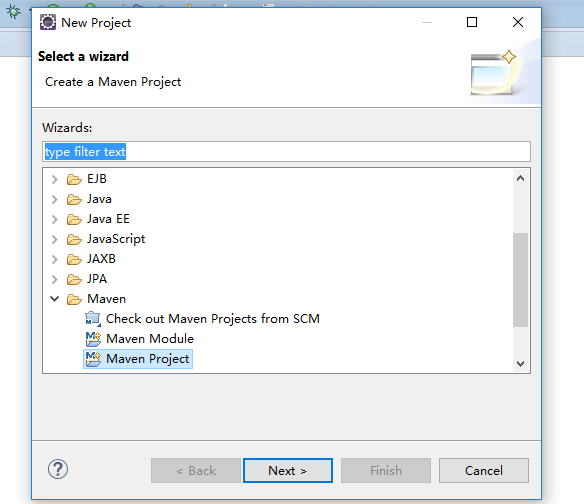 New Project
Select a wizard
Create a Maven Project
Wizards:
type filter text
EJB
Java
Java EE
JavaScript
JAXB
JPA
Maven
Check out Maven Projects from SCM
Maven Module
Maven Project
< Back
Next >
Finish
Cancel